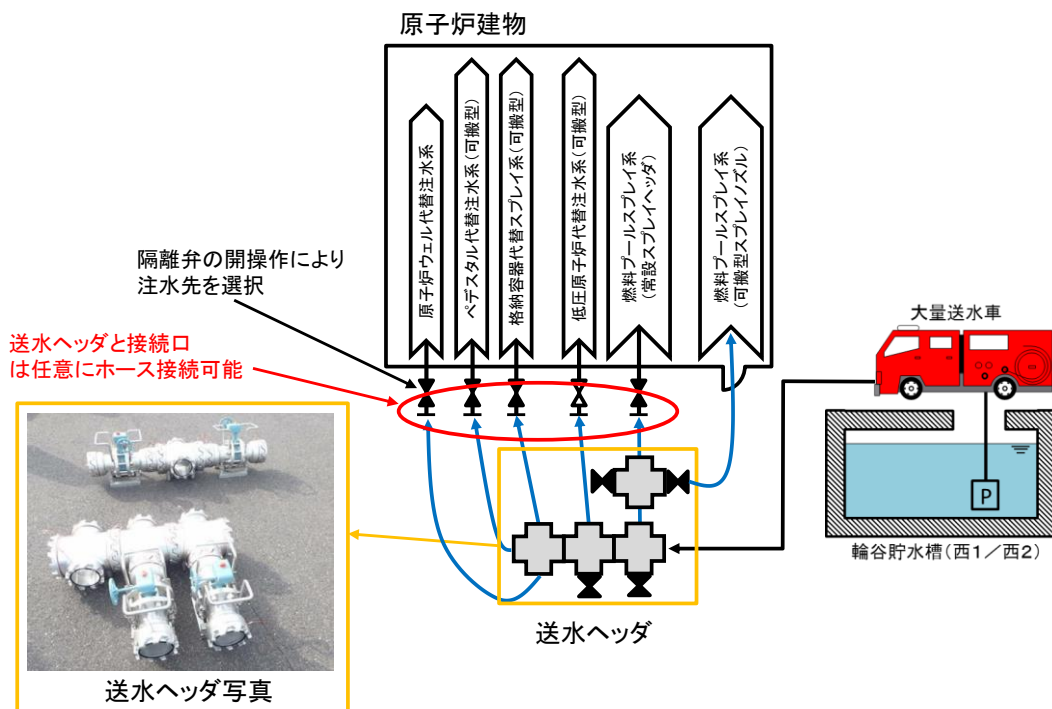 原子炉建物
原子炉ウェル代替注水系
ペデスタル代替注水系(可搬型)
格納容器代替スプレイ系(可搬型)
低圧原子炉代替注水系(可搬型)
燃料プールスプレイ系
(常設スプレイヘッダ)
燃料プールスプレイ系
(可搬型スプレイノズル)
隔離弁の開操作により
注水先を選択
送水ヘッダと接続口
は任意にホース接続可能
大量送水車
P
輪谷貯水槽(西1/西2)
送水ヘッダ
送水ヘッダ写真